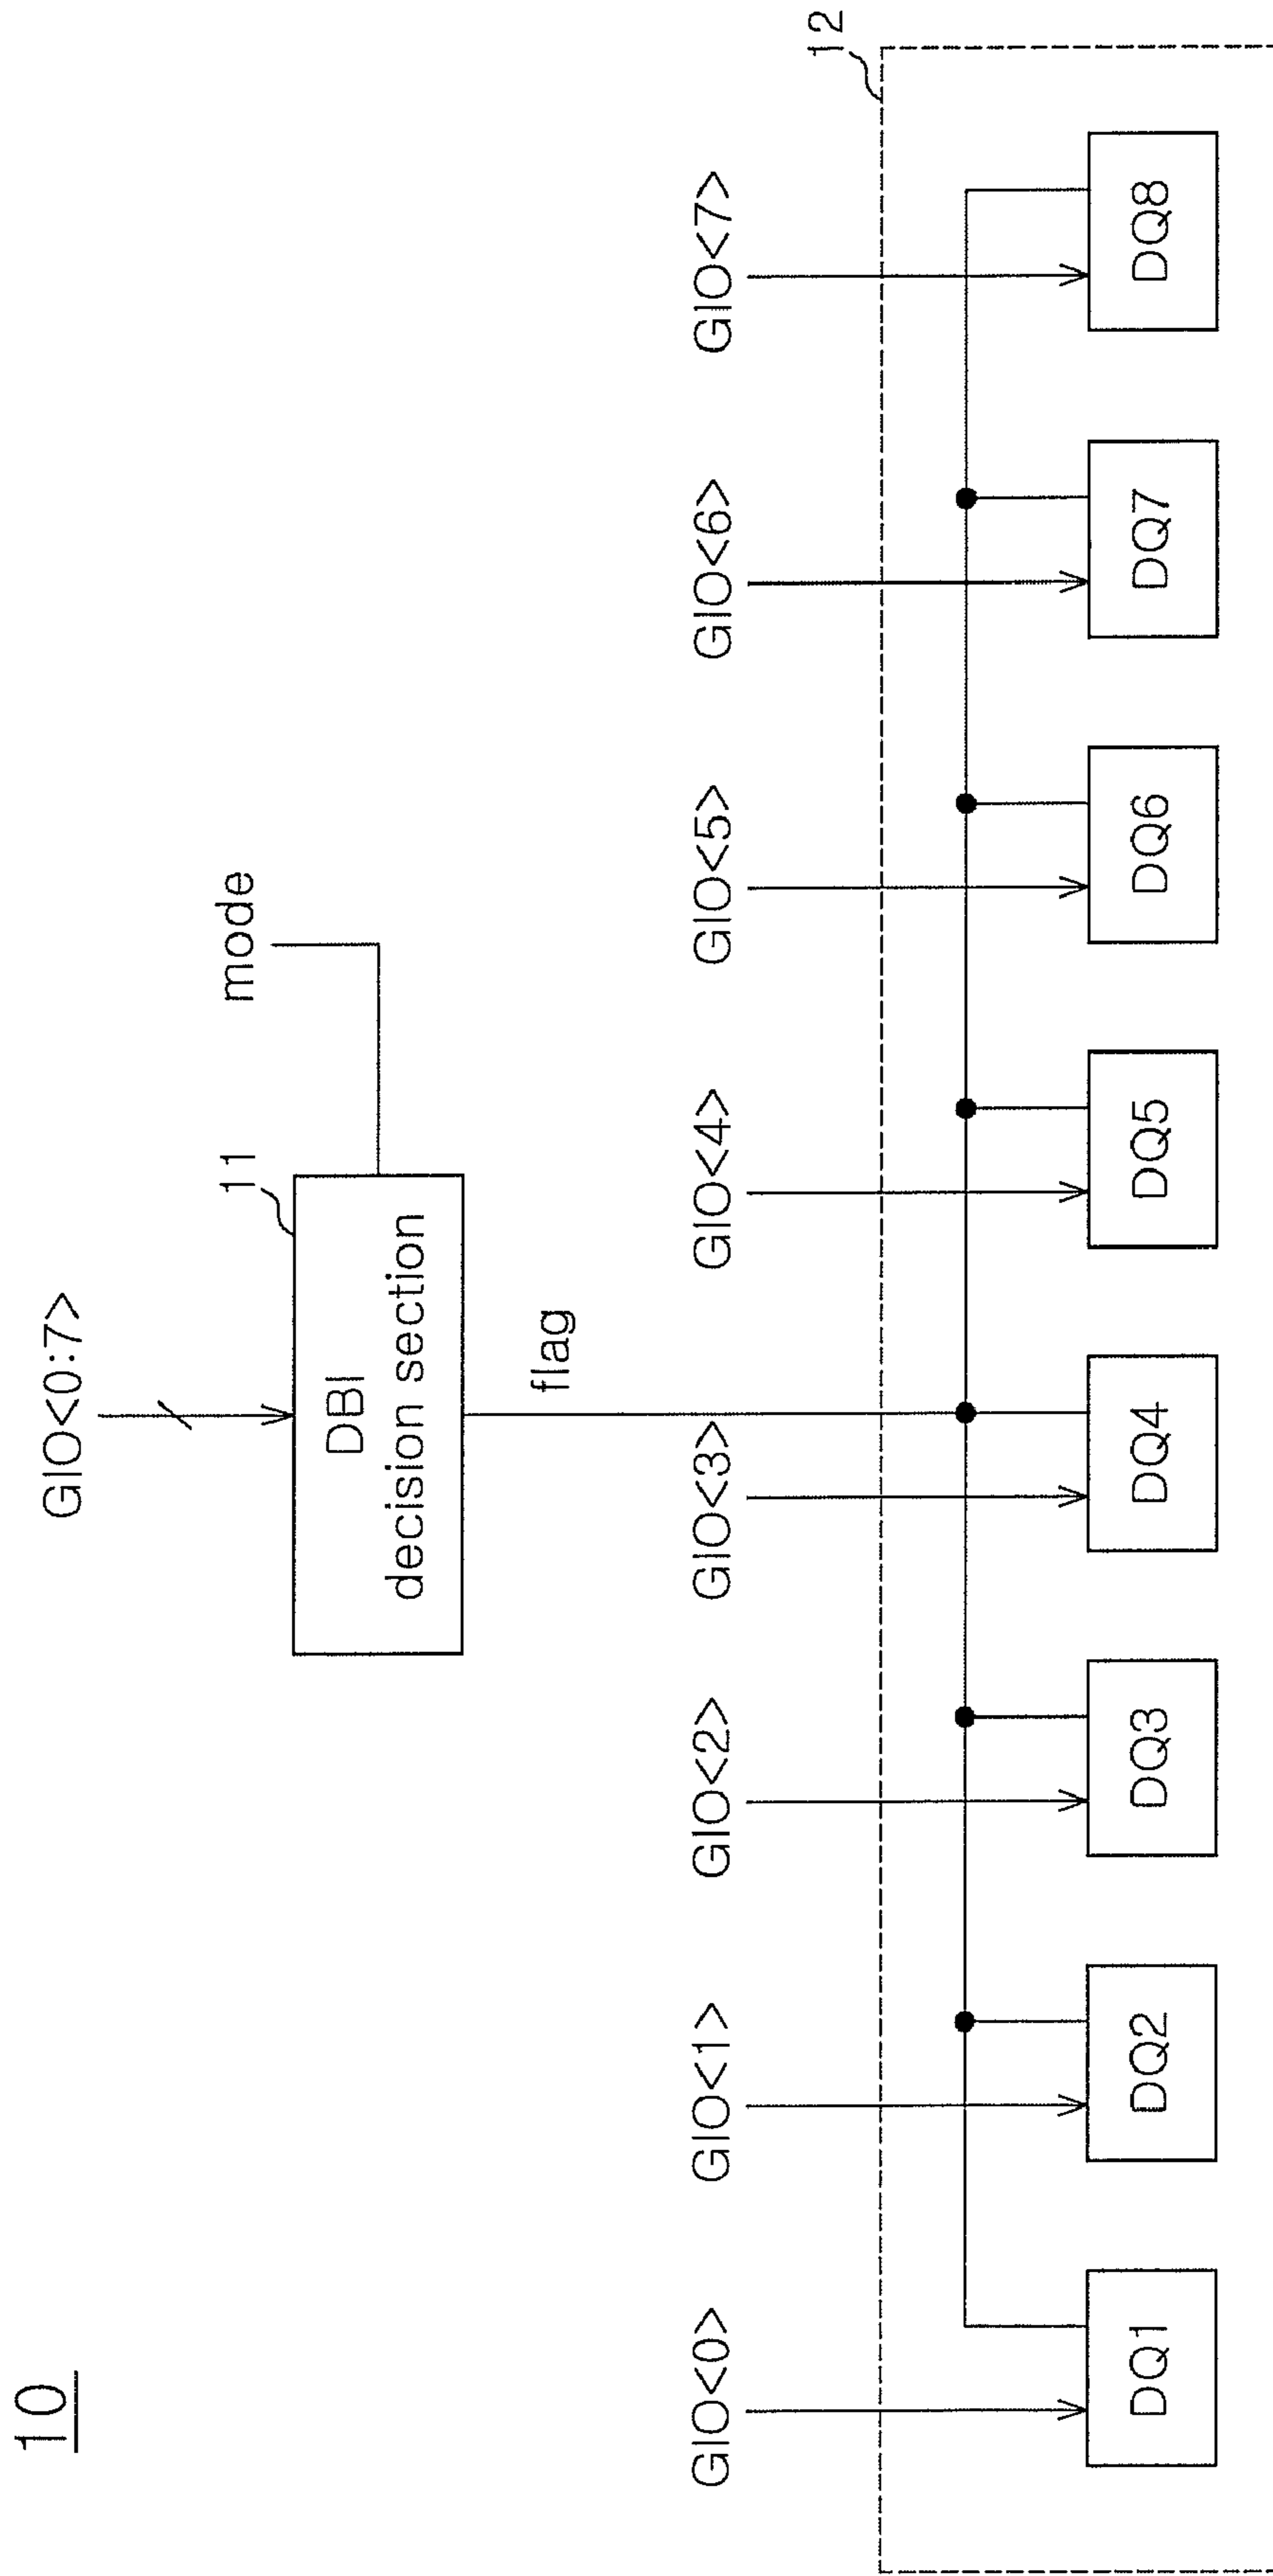 10
GIO<0:7>
11
mode
DBI
decision section
flag
GIO<0>
GIO<1>
GIO<2>
GIO<3>
GIO<4>
GIO<5>
GIO<6>
GIO<7>
12
DQ1
DQ2
DQ3
DQ4
DQ5
DQ6
DQ7
DQ8